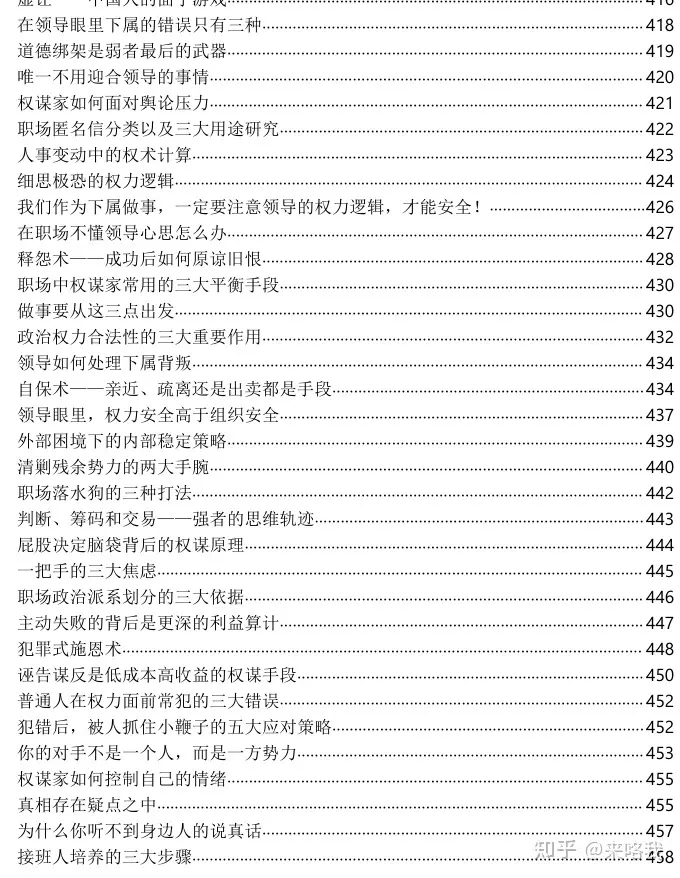 虚让——中国人的面子游戏 416
在领导眼里下属的错误只有三种 418
道德绑架是弱者最后的武器 419
唯一不用迎合领导的事情 420
权谋家如何面对舆论压力 421
职场匿名信分类以及三大用途研究 422
人事变动中的权术计算 423
细思极恐的权力逻辑 424
我们作为下属做事，一定要注意领导的权力逻辑，才能安全！ 426
在职场不懂领导心思怎么办 427
释怨术——成功后如何原谅旧恨 428
职场中权谋家常用的三大平衡手段 430
做事要从这三点出发 430
政治权力合法性的三大重要作用 432
领导如何处理下属背叛 434
自保术——亲近、疏离还是出卖都是手段 434
领导眼里，权力安全高于组织安全 437
外部困境下的内部稳定策略 439
清剿残余势力的两大手腕 440
职场落水狗的三种打法 442
判断、筹码和交易——强者的思维轨迹 443
屁股决定脑袋背后的权谋原理 444
一把手的三大焦虑 445
职场政治派系划分的三大依据 446
主动失败的背后是更深的利益算计 447
犯罪式施恩术 448
诬告谋反是低成本高收益的权谋手段 450
普通人在权力面前常犯的三大错误 452
犯错后，被人抓住小鞭子的五大应对策略 452
你的对手不是一个人，而是一方势力 453
权谋家如何控制自己的情绪 455
真相存在疑点之中 455
为什么你听不到身边人的说真话 457
接班人培养的三大步骤 458
知乎 @来咯我